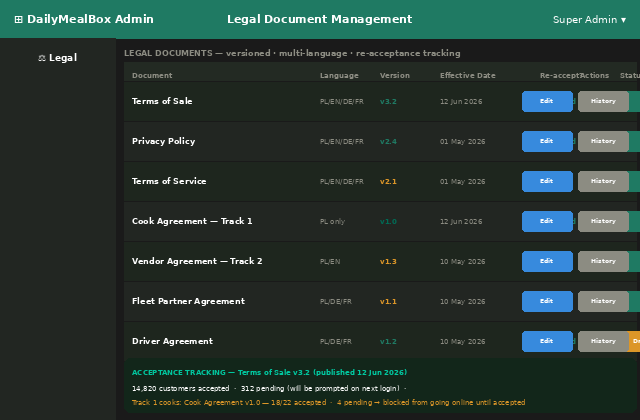 ⊞ DailyMealBox Admin
Legal Document Management
Super Admin ▾
⚖ Legal
LEGAL DOCUMENTS — versioned · multi-language · re-acceptance tracking
Document Language Version Effective Date Re-accept? Actions Statu
Terms of Sale PL/EN/DE/FR v3.2 12 Jun 2026 Edit History
Privacy Policy PL/EN/DE/FR v2.4 01 May 2026 Edit History
Terms of Service PL/EN/DE/FR v2.1 01 May 2026 Edit History
Cook Agreement — Track 1 PL only v1.0 12 Jun 2026 Edit History
Vendor Agreement — Track 2 PL/EN v1.3 10 May 2026 Edit History
Fleet Partner Agreement PL/DE/FR v1.1 10 May 2026 Edit History
Driver Agreement PL/DE/FR v1.2 10 May 2026 Edit History
ACCEPTANCE TRACKING — Terms of Sale v3.2 (published 12 Jun 2026)
14,820 customers accepted · 312 pending (will be prompted on next login) ·
Track 1 cooks: Cook Agreement v1.0 — 18/22 accepted · 4 pending → blocked from going online until accepted